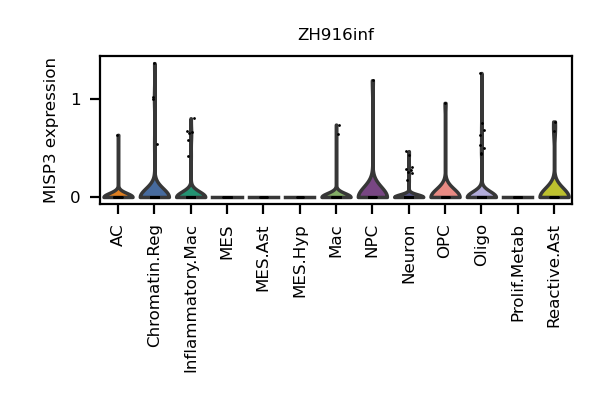 ZH916inf
MISP3 expression
1
0
AC
Chromatin.Reg
Inflammatory.Mac
MES
MES.Ast
MES.Hyp
Mac
NPC
Neuron
OPC
Oligo
Prolif.Metab
Reactive.Ast